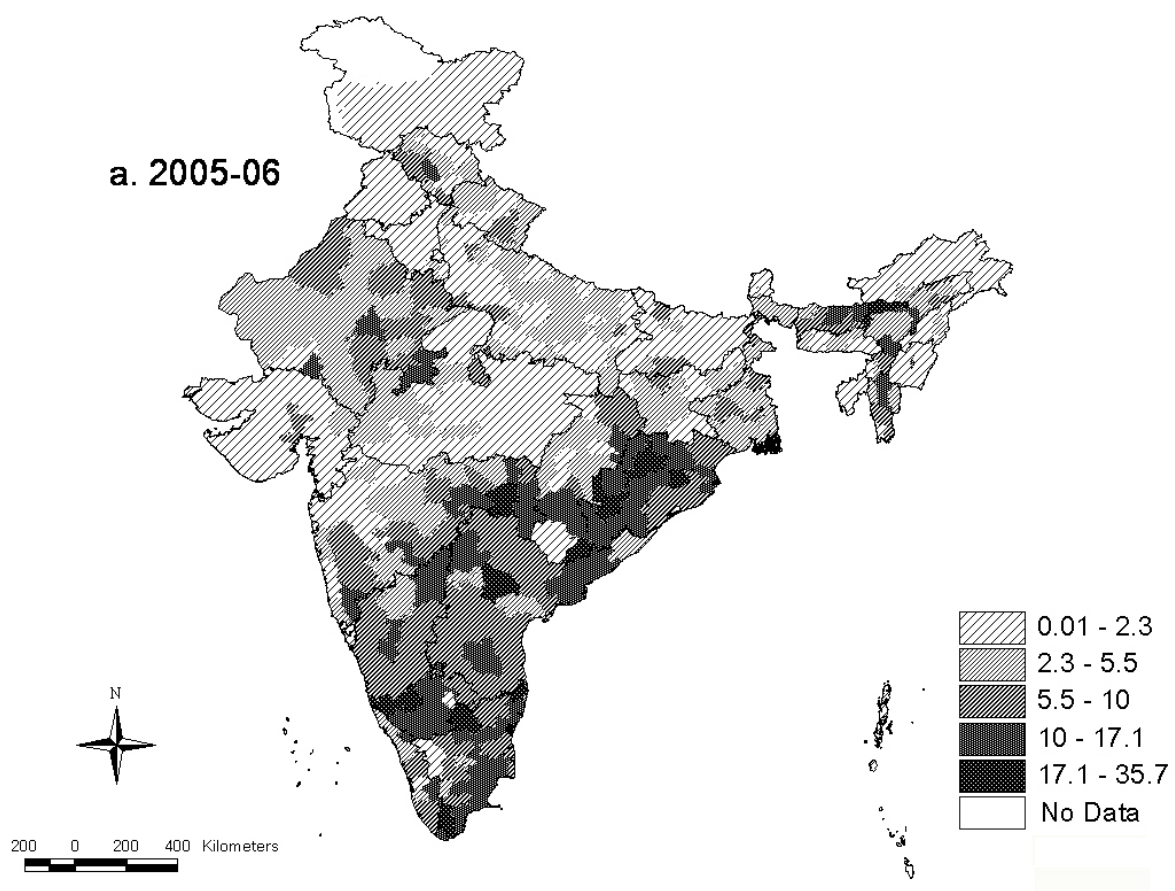 a. 2005-06
0.01 - 2.3
2.3 - 5.5
5.5 - 10
10 - 17.1
17.1 - 35.7
No Data
N
200 0 200 400 Kilometers